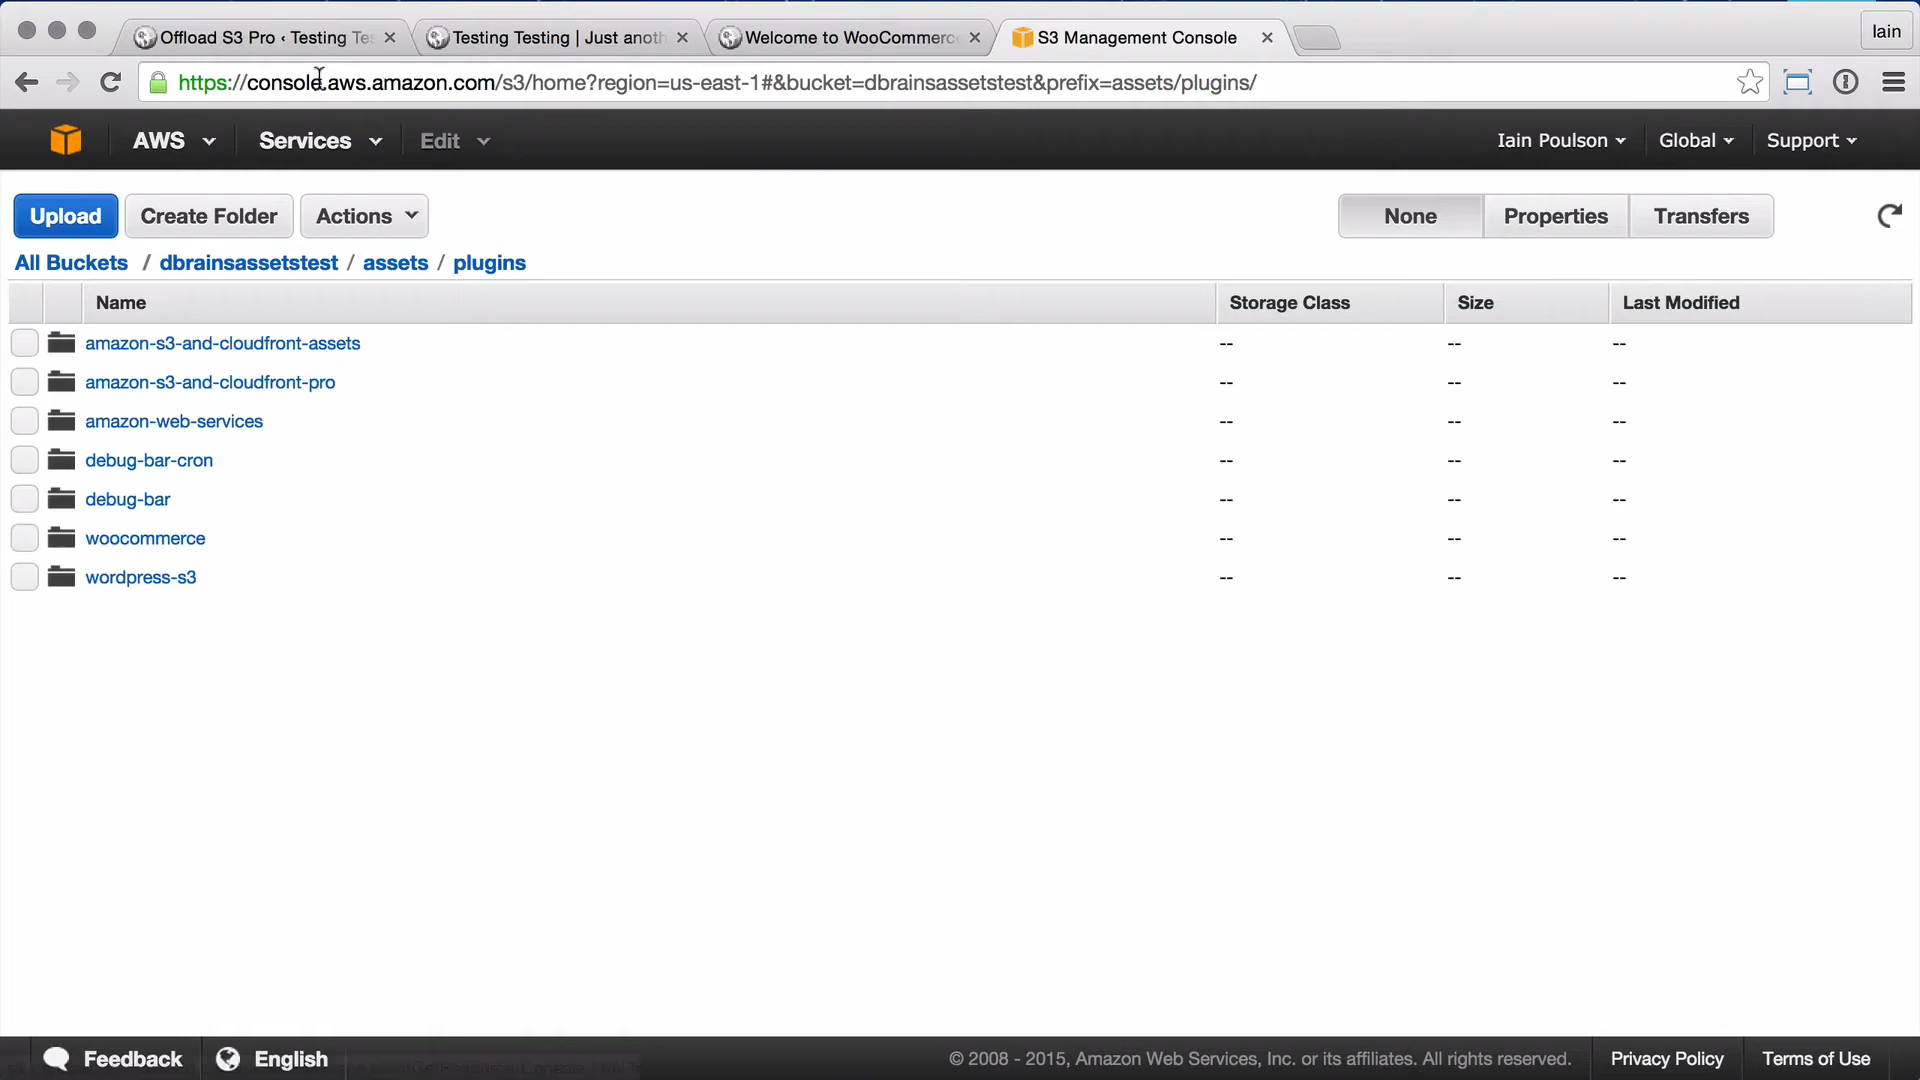 Offload S3 Pro ‹ Testing Tes
Testing Testing | Just anoth
Welcome to WooCommerce
S3 Management Console
Iain
https://console.aws.amazon.com/s3/home?region=us-east-1#&bucket=dbrainsassetstest&prefix=assets/plugins/
AWS Services Edit Iain Poulson Global Support
Upload Create Folder Actions None Properties Transfers
All Buckets / dbrainsassetstest / assets / plugins
Name Storage Class Size Last Modified
amazon-s3-and-cloudfront-assets -- -- --
amazon-s3-and-cloudfront-pro -- -- --
amazon-web-services -- -- --
debug-bar-cron -- -- --
debug-bar -- -- --
woocommerce -- -- --
wordpress-s3 -- -- --
Feedback English © 2008 - 2015, Amazon Web Services, Inc. or its affiliates. All rights reserved. Privacy Policy Terms of Use